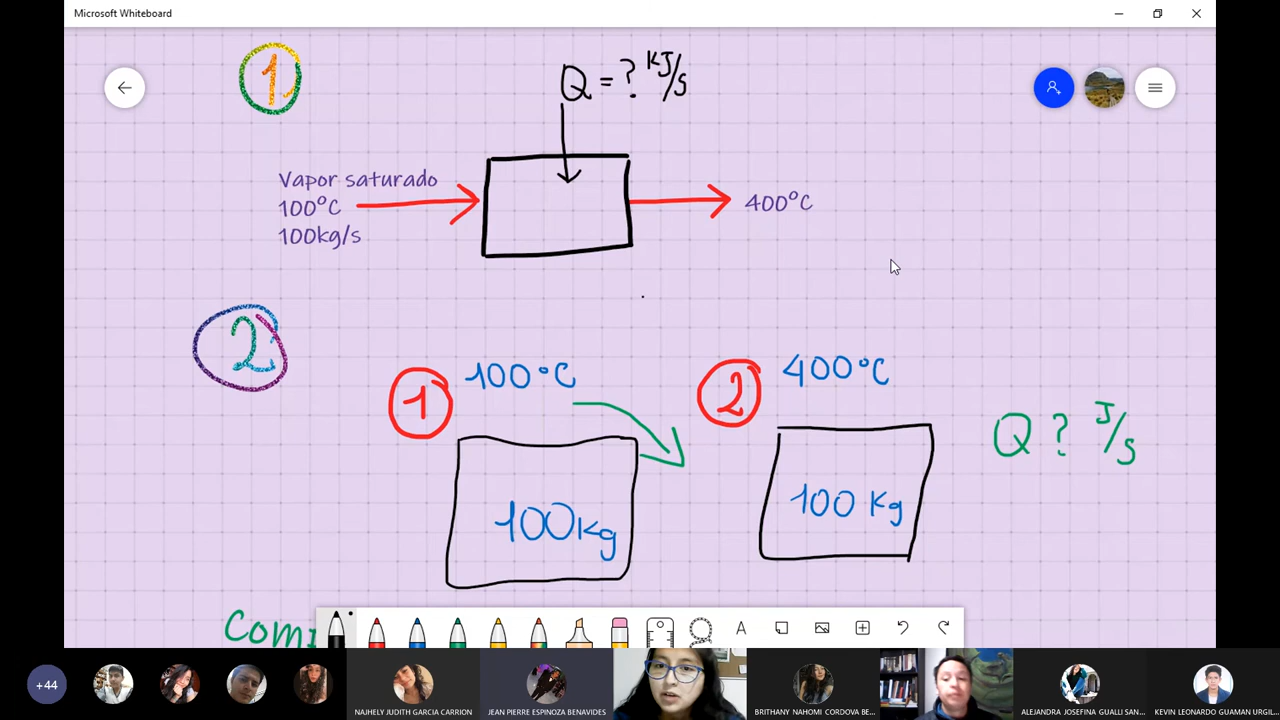 Microsoft Whiteboard
1
Q = ? KJ/s
Vapor saturado
100°C
100kg/s
400°C
2
1
100°C
2
400°C
100Kg
100 Kg
Q ? J/s
+44
NAJHELY JUDITH GARCIA CARRION
JEAN PIERRE ESPINOZA BENAVIDES
BRITHANY NAHOMI CORDOVA BE...
ALEJANDRA JOSEFINA GUALLI SAN...
KEVIN LEONARDO GUAMAN URGIL...